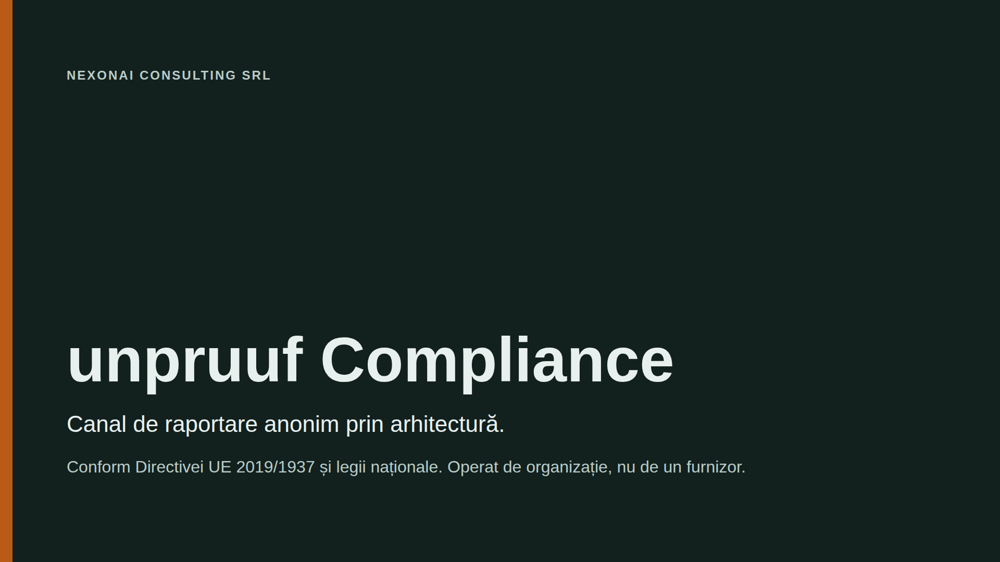 NEXONAI CONSULTING SRL
unpruuf Compliance
Canal de raportare anonim prin arhitectură.
Conform Directivei UE 2019/1937 și legii naționale. Operat de organizație, nu de un furnizor.